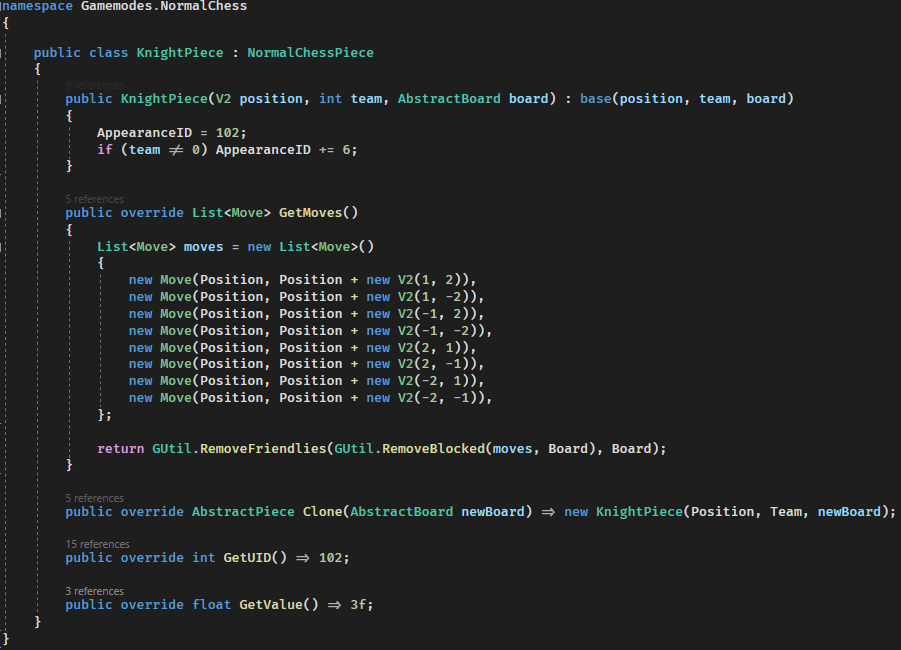 namespace Gamemodes.NormalChess
{
    public class KnightPiece : NormalChessPiece
    {
        9 references
        public KnightPiece(V2 position, int team, AbstractBoard board) : base(position, team, board)
        {
            AppearanceID = 102;
            if (team ≠ 0) AppearanceID += 6;
        }
        5 references
        public override List<Move> GetMoves()
        {
            List<Move> moves = new List<Move>()
            {
                new Move(Position, Position + new V2(1, 2)),
                new Move(Position, Position + new V2(1, -2)),
                new Move(Position, Position + new V2(-1, 2)),
                new Move(Position, Position + new V2(-1, -2)),
                new Move(Position, Position + new V2(2, 1)),
                new Move(Position, Position + new V2(2, -1)),
                new Move(Position, Position + new V2(-2, 1)),
                new Move(Position, Position + new V2(-2, -1)),
            };
            return GUtil.RemoveFriendlies(GUtil.RemoveBlocked(moves, Board), Board);
        }
        5 references
        public override AbstractPiece Clone(AbstractBoard newBoard) ⇒ new KnightPiece(Position, Team, newBoard);
        15 references
        public override int GetUID() ⇒ 102;
        3 references
        public override float GetValue() ⇒ 3f;
    }
}